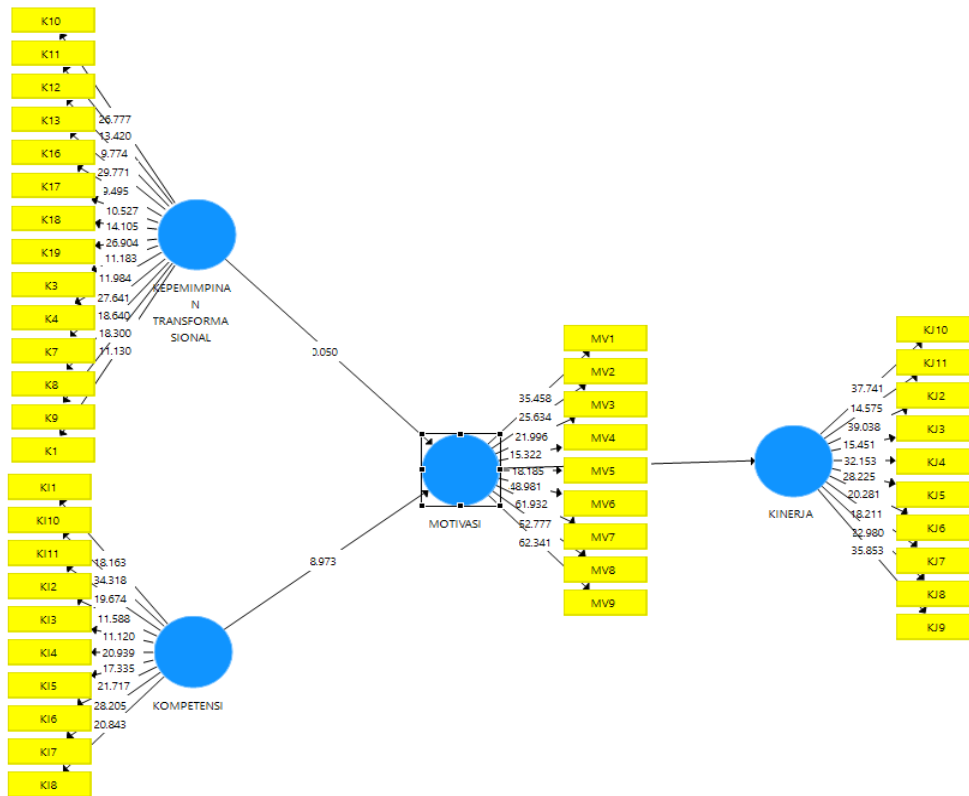 K10
K11
K12
K13
K16
K17
K18
K19
K3
K4
K7
K8
K9
K1
26.777
13.420
9.774
29.771
9.495
10.527
14.105
26.904
11.183
11.984
27.641
18.640
18.300
11.130
KEPEMIMPINA
N
TRANSFORMA
SIONAL
0.050
KI1
KI10
KI11
KI2
KI3
KI4
KI5
KI6
KI7
KI8
18.163
34.318
19.674
11.588
11.120
20.939
17.335
21.717
28.205
20.843
KOMPETENSI
8.973
MOTIVASI
35.458
25.634
21.996
15.322
18.185
48.981
61.932
52.777
62.341
MV1
MV2
MV3
MV4
MV5
MV6
MV7
MV8
MV9
KINERJA
37.741
14.575
39.038
15.451
32.153
28.225
20.281
18.211
22.980
35.853
KJ10
KJ11
KJ2
KJ3
KJ4
KJ5
KJ6
KJ7
KJ8
KJ9